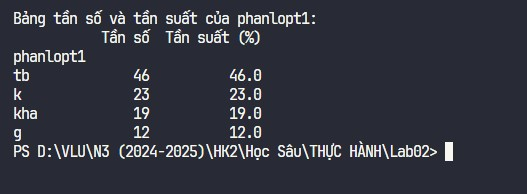 Bảng tần số và tần suất của phanlopt1:
Tần số  Tần suất (%)
phanlopt1
tb 46 46.0
k 23 23.0
kha 19 19.0
g 12 12.0
PS D:\VLU\N3 (2024-2025)\HK2\Học Sâu\THỰC HÀNH\Lab02>